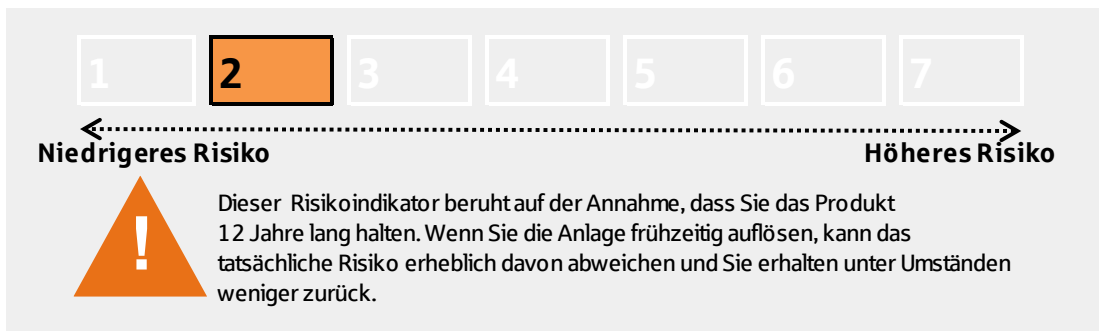 1 2 3 4 5 6 7
Niedrigeres Risiko Höheres Risiko
! Dieser Risikoindikator beruht auf der Annahme, dass Sie das Produkt
12 Jahre lang halten. Wenn Sie die Anlage frühzeitig auflösen, kann das
tatsächliche Risiko erheblich davon abweichen und Sie erhalten unter Umständen
weniger zurück.